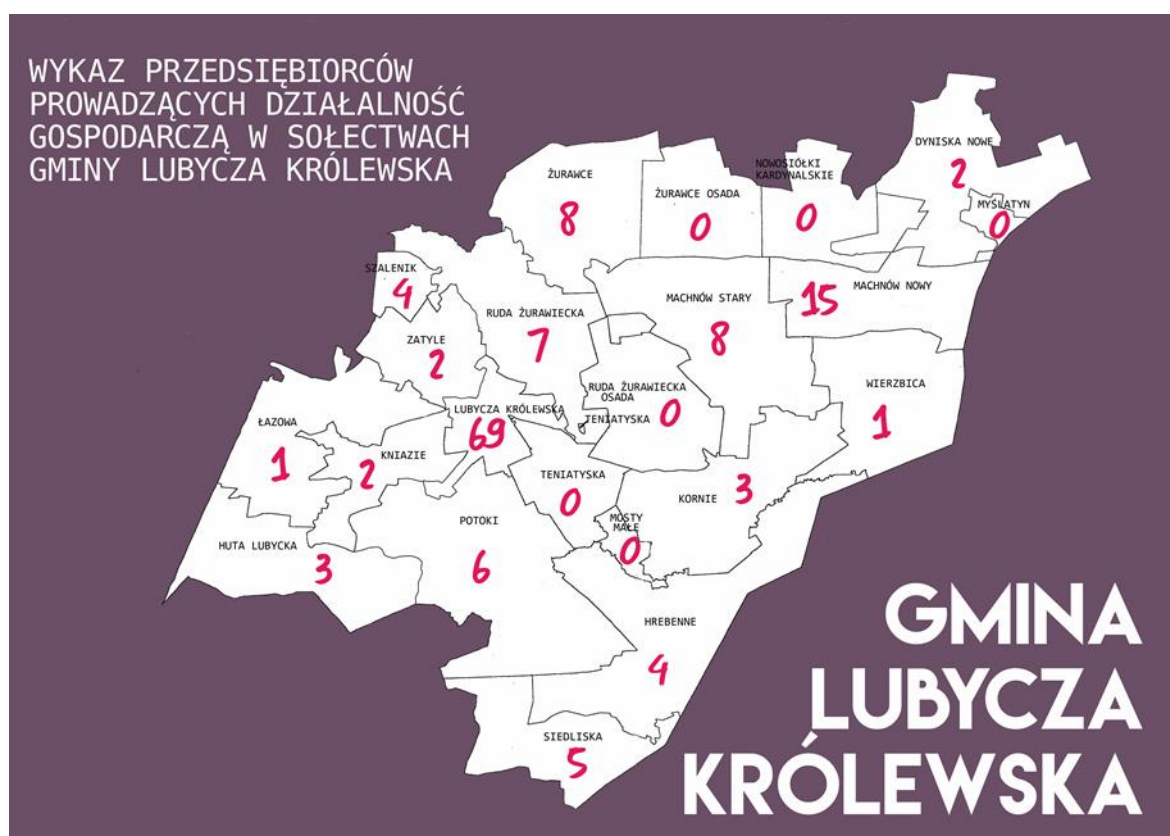 WYKAZ PRZEDSIĘBIORCÓW
PROWADZĄCYCH DZIAŁALNOŚĆ
GOSPODARCZĄ W SOŁECTWACH
GMINY LUBYCZA KRÓLEWSKA
DYNISKA NOWE
2
NOWOSIÓŁKI
KARDYNALSKIE
0
ŻURAWCE
8
ŻURAWCE OSADA
0
MYŚLATYN
0
SZALENIK
4
MACHNÓW NOWY
15
MACHNÓW STARY
8
RUDA ŻURAWIECKA
7
ZATYLE
2
RUDA ŻURAWIECKA
OSADA
0
WIERZBICA
1
LUBYCZA KRÓLEWSKA
69
TENIATYSKA
ŁAZOWA
1
KNIAZIE
2
TENIATYSKA
0
KORNIE
3
POTOKI
6
MOSTY
MAŁE
0
HUTA LUBYCKA
3
HREBENNE
4
SIEDLISKA
5
GMINA
LUBYCZA
KRÓLEWSKA